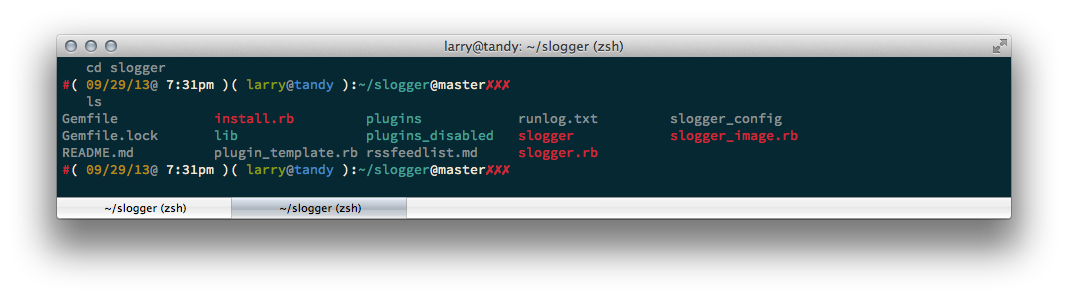 larry@tandy: ~/slogger (zsh)
cd slogger
#( 09/29/13@ 7:31pm )( larry@tandy ):~/slogger@master✗✗✗
ls
Gemfile install.rb plugins runlog.txt slogger_config
Gemfile.lock lib plugins_disabled slogger slogger_image.rb
README.md plugin_template.rb rssfeedlist.md slogger.rb
#( 09/29/13@ 7:31pm )( larry@tandy ):~/slogger@master✗✗✗
~/slogger (zsh) ~/slogger (zsh)